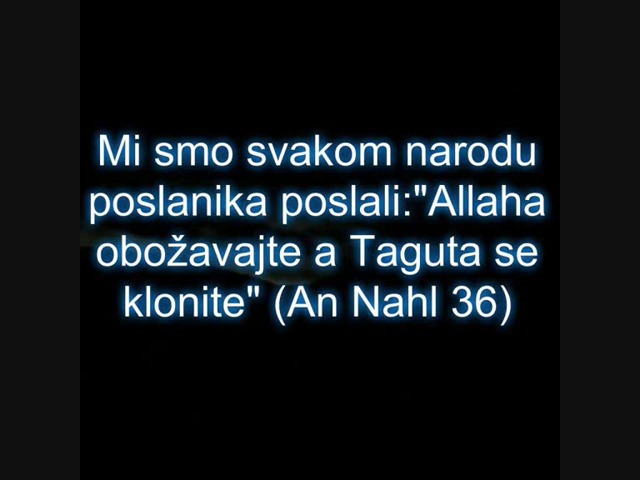 Mi smo svakom narodu
poslanika poslali:"Allaha
obožavajte a Taguta se
klonite" (An Nahl 36)